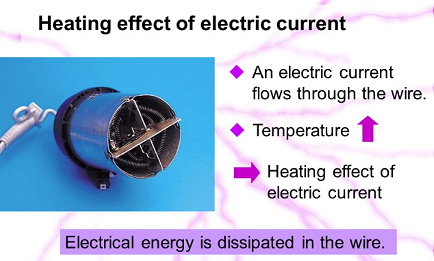 Heating effect of electric current
An electric current
flows through the wire.
Temperature
Heating effect of
electric current
Electrical energy is dissipated in the wire.